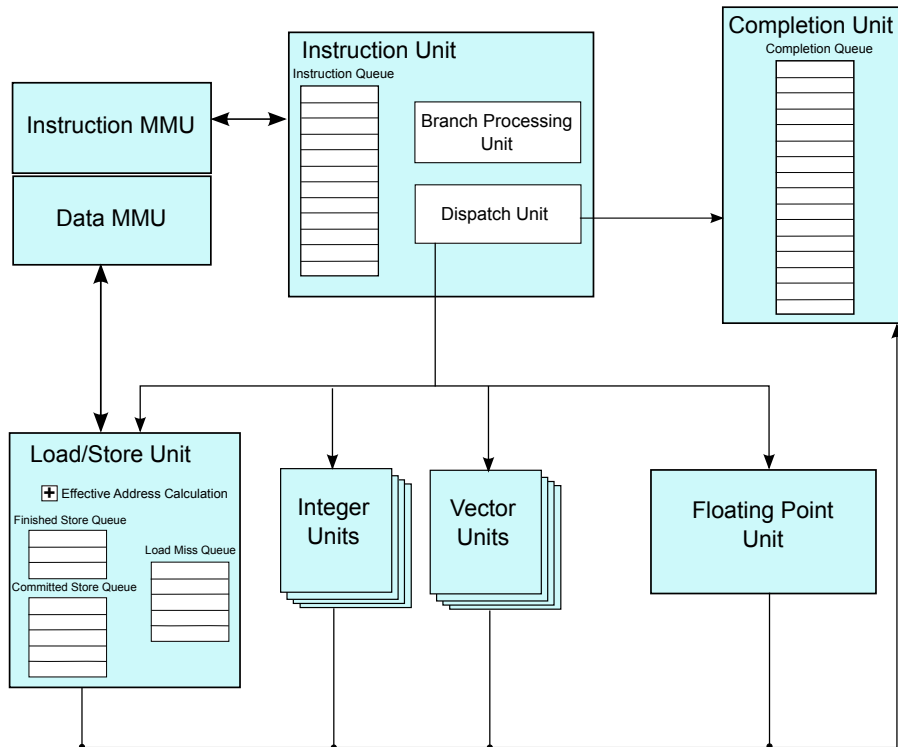 Instruction Unit
Instruction Queue
Branch Processing
Unit
Dispatch Unit
Completion Unit
Completion Queue
Instruction MMU
Data MMU
Load/Store Unit
Effective Address Calculation
Finished Store Queue
Load Miss Queue
Committed Store Queue
Integer
Units
Vector
Units
Floating Point
Unit